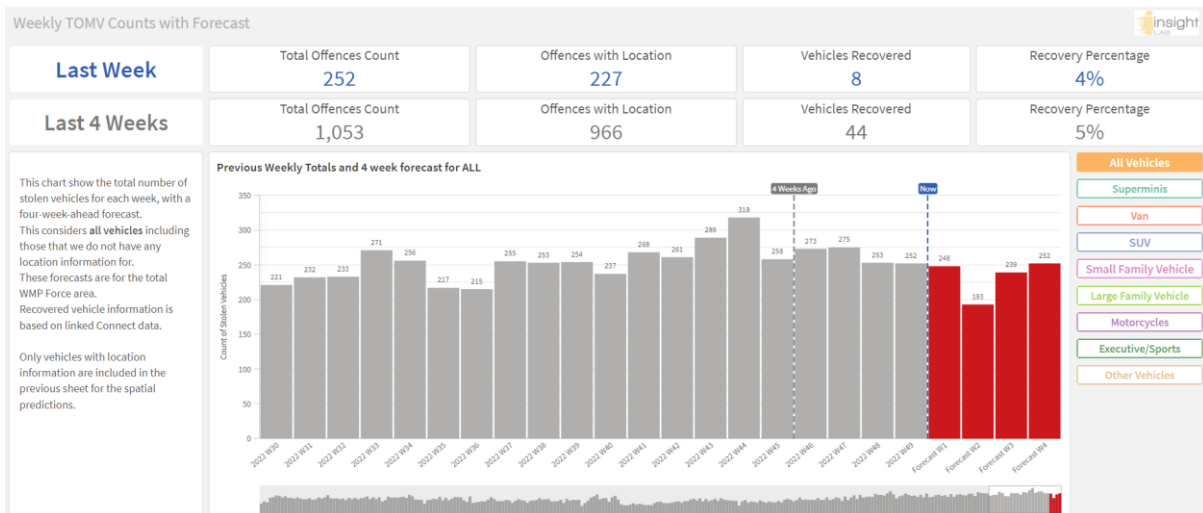 Weekly TOMV Counts with Forecast
insight
LAB
Last Week
Total Offences Count
252
Offences with Location
227
Vehicles Recovered
8
Recovery Percentage
4%
Last 4 Weeks
Total Offences Count
1,053
Offences with Location
966
Vehicles Recovered
44
Recovery Percentage
5%
This chart show the total number of
stolen vehicles for each week, with a
four-week-ahead forecast.
This considers all vehicles including
those that we do not have any
location information for.
These forecasts are for the total
WMP Force area.
Recovered vehicle information is
based on linked Connect data.
Only vehicles with location
information are included in the
previous sheet for the spatial
predictions.
Previous Weekly Totals and 4 week forecast for ALL
4 Weeks Ago
Now
Count of Stolen Vehicles
350
300
250
200
150
100
50
0
221
232
233
271
256
217
215
255
253
254
237
268
261
289
318
258
273
275
253
252
248
193
239
252
2022 W30
2022 W31
2022 W32
2022 W33
2022 W34
2022 W35
2022 W36
2022 W37
2022 W38
2022 W39
2022 W40
2022 W41
2022 W42
2022 W43
2022 W44
2022 W45
2022 W46
2022 W47
2022 W48
2022 W49
Forecast W1
Forecast W2
Forecast W3
Forecast W4
All Vehicles
Superminis
Van
SUV
Small Family Vehicle
Large Family Vehicle
Motorcycles
Executive/Sports
Other Vehicles